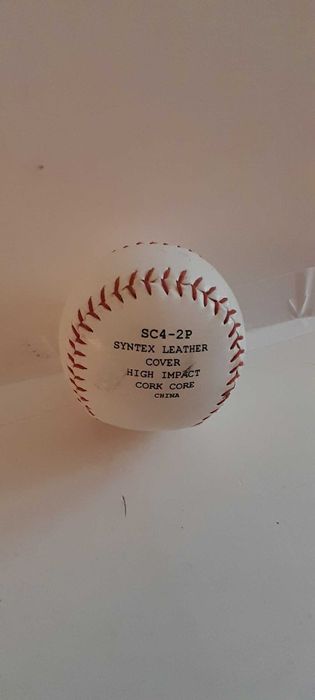 SC4-2P
SYNTEX LEATHER
COVER
HIGH IMPACT
CORK CORE
CHINA